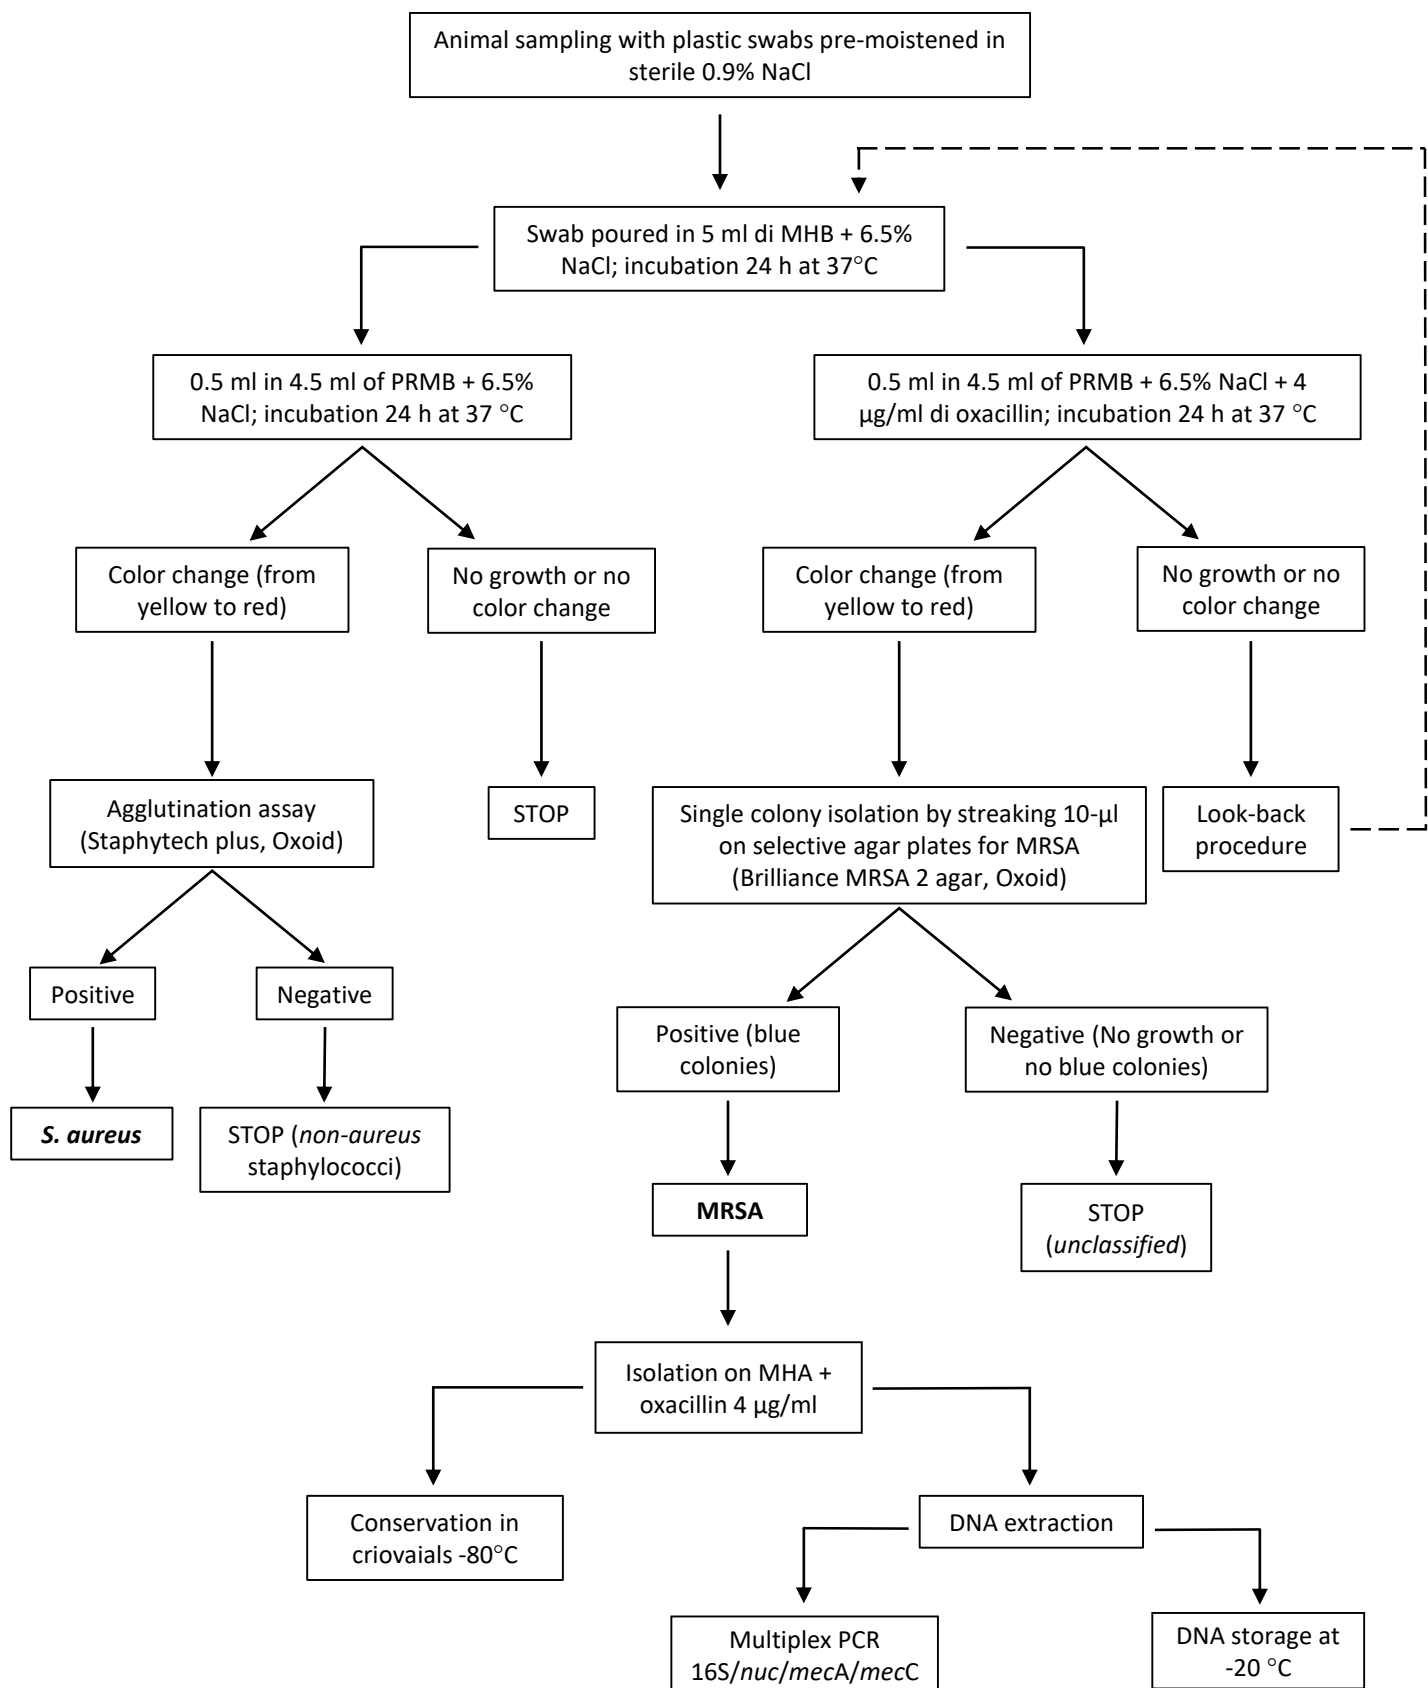 Animal sampling with plastic swabs pre-moistened in
sterile 0.9% NaCl
Swab poured in 5 ml di MHB + 6.5%
NaCl; incubation 24 h at 37°C
0.5 ml in 4.5 ml of PRMB + 6.5%
NaCl; incubation 24 h at 37 °C
0.5 ml in 4.5 ml of PRMB + 6.5% NaCl + 4
µg/ml di oxacillin; incubation 24 h at 37 °C
Color change (from
yellow to red)
No growth or no
color change
Color change (from
yellow to red)
No growth or no
color change
Agglutination assay
(Staphytech plus, Oxoid)
STOP
Single colony isolation by streaking 10-µl
on selective agar plates for MRSA
(Brilliance MRSA 2 agar, Oxoid)
Look-back
procedure
Positive
Negative
Positive (blue
colonies)
Negative (No growth or
no blue colonies)
S. aureus
STOP (non-aureus
staphylococci)
MRSA
STOP
(unclassified)
Isolation on MHA +
oxacillin 4 µg/ml
Conservation in
criovaials -80°C
DNA extraction
Multiplex PCR
16S/nuc/mecA/mecC
DNA storage at
-20 °C